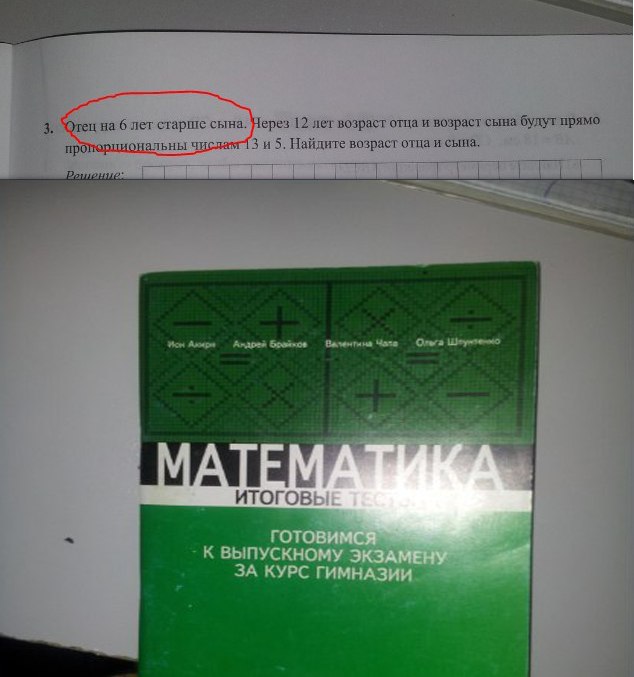 3. Отец на 6 лет старше сына. Через 12 лет возраст отца и возраст сына будут прямо
пропорциональны числам 13 и 5. Найдите возраст отца и сына.
Решение:
Ион Ахири Андрей Брайков Валентина Чапа Ольга Шпунтенко
МАТЕМАТИКА
ИТОГОВЫЕ ТЕСТЫ
ГОТОВИМСЯ
К ВЫПУСКНОМУ ЭКЗАМЕНУ
ЗА КУРС ГИМНАЗИИ